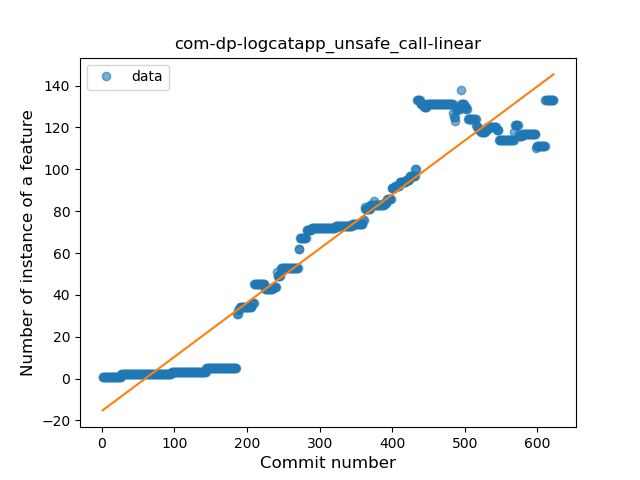 com-dp-logcatapp_unsafe_call-linear
data
Number of instance of a feature
140
120
100
80
60
40
20
0
−20
0 100 200 300 400 500 600
Commit number